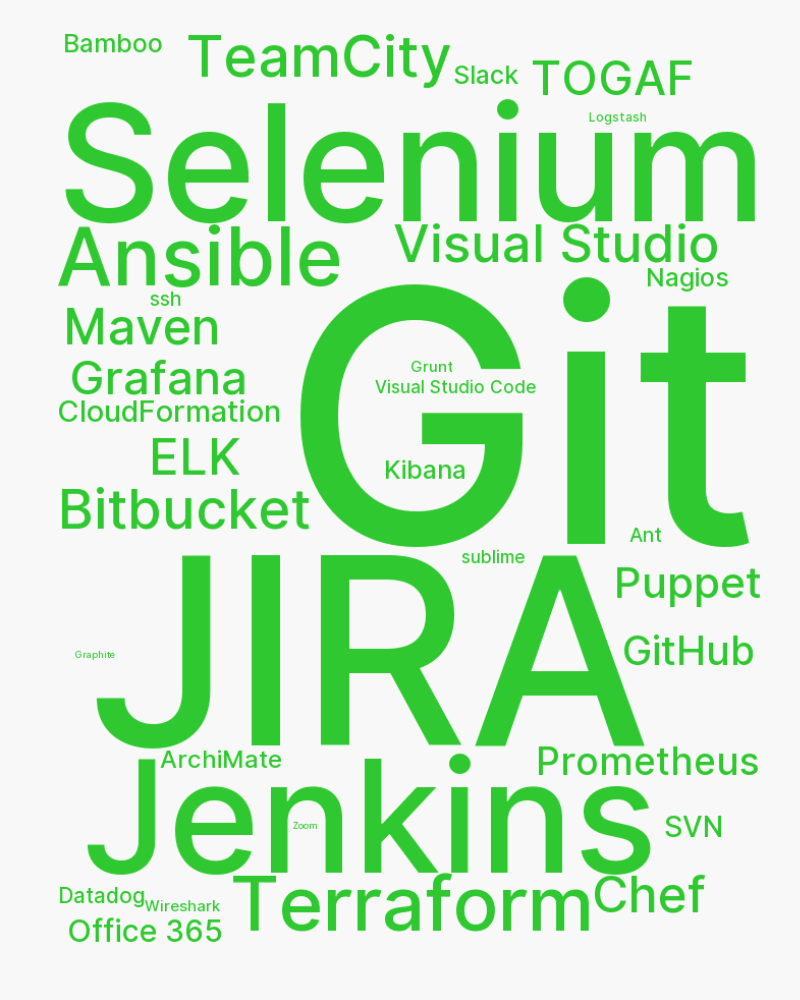 Bamboo
TeamCity
Slack
TOGAF
Logstash
Selenium
Ansible
Visual Studio
Nagios
ssh
Maven
Git
Grunt
Grafana
Visual Studio Code
CloudFormation
ELK
Kibana
Bitbucket
Ant
sublime
JIRA
Puppet
GitHub
Graphite
ArchiMate
Prometheus
Jenkins
Zoom
SVN
Datadog
Wireshark
Terraform
Chef
Office 365